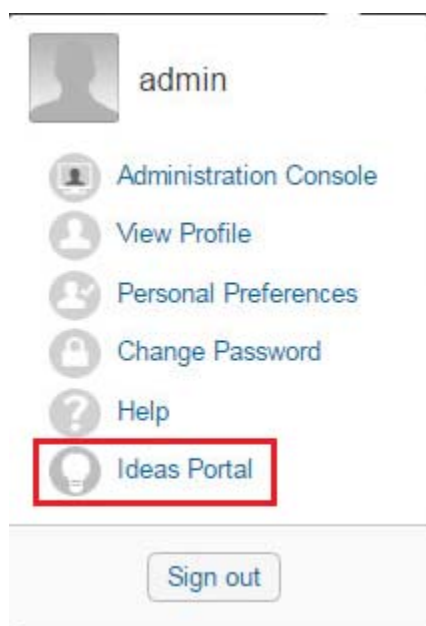 admin
Administration Console
View Profile
Personal Preferences
Change Password
Help
Ideas Portal
Sign out